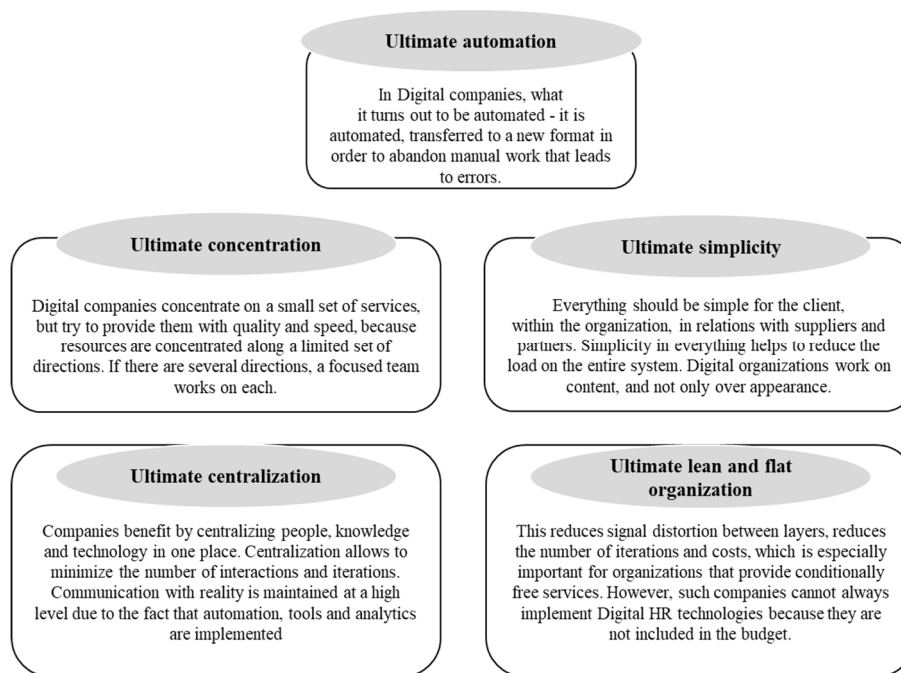 Ultimate automation
In Digital companies, what
it turns out to be automated - it is
automated, transferred to a new format in
order to abandon manual work that leads
to errors.
Ultimate concentration
Digital companies concentrate on a small set of services,
but try to provide them with quality and speed, because
resources are concentrated along a limited set of
directions. If there are several directions, a focused team
works on each.
Ultimate simplicity
Everything should be simple for the client,
within the organization, in relations with suppliers and
partners. Simplicity in everything helps to reduce the
load on the entire system. Digital organizations work on
content, and not only over appearance.
Ultimate centralization
Companies benefit by centralizing people, knowledge
and technology in one place. Centralization allows to
minimize the number of interactions and iterations.
Communication with reality is maintained at a high
level due to the fact that automation, tools and analytics
are implemented
Ultimate lean and flat
organization
This reduces signal distortion between layers, reduces
the number of iterations and costs, which is especially
important for organizations that provide conditionally
free services. However, such companies cannot always
implement Digital HR technologies because they are
not included in the budget.